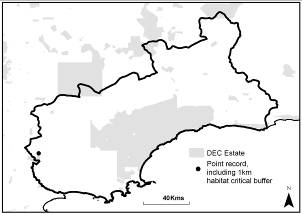 DEC Estate
Point record,
including 1km
habitat critical buffer
N
40Kms